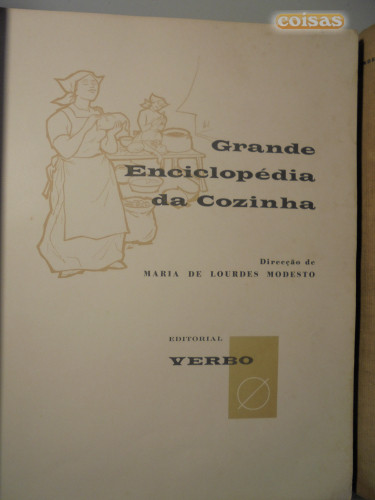 coisas
Grande
Enciclopédia
da Cozinha
Direcção de
MARIA DE LOURDES MODESTO
EDITORIAL
VERBO